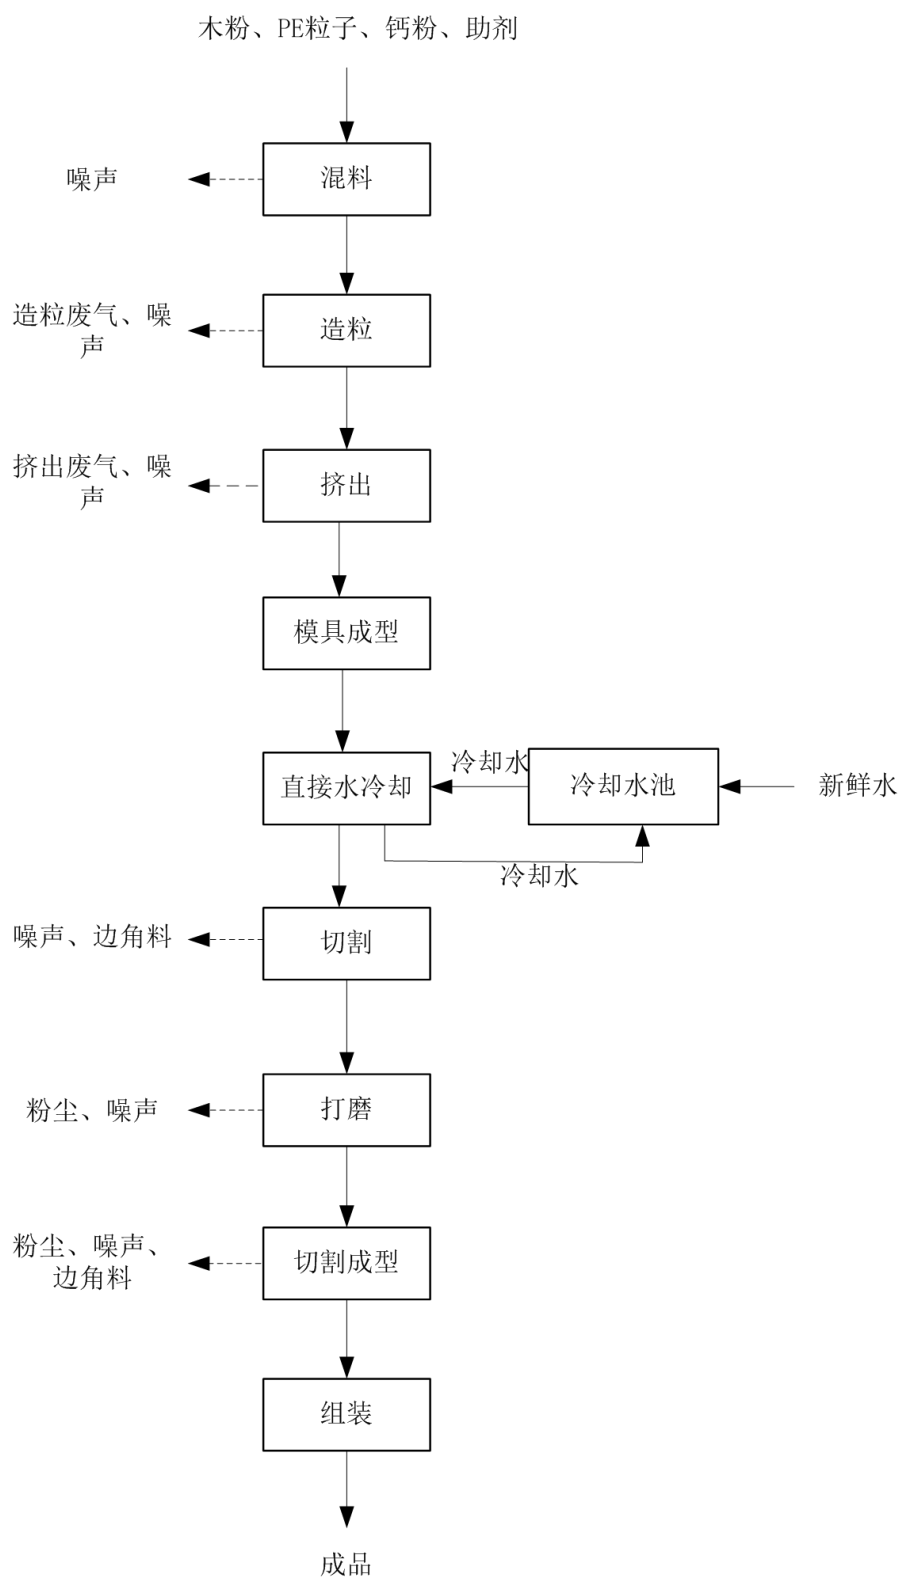 木粉、PE粒子、钙粉、助剂
噪声
混料
造粒废气、噪
声
造粒
挤出废气、噪
声
挤出
模具成型
直接水冷却
冷却水
冷却水池
新鲜水
冷却水
噪声、边角料
切割
粉尘、噪声
打磨
粉尘、噪声、
边角料
切割成型
组装
成品